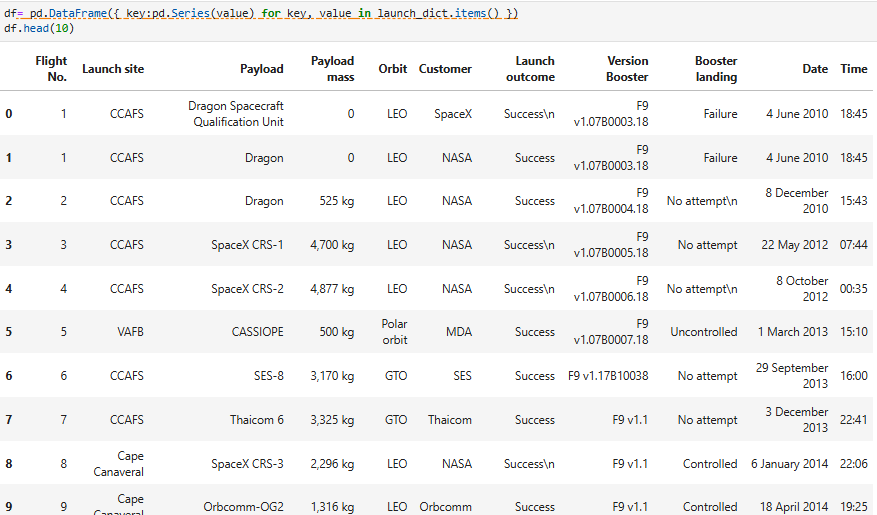 df= pd.DataFrame({ key:pd.Series(value) for key, value in launch_dict.items() })
df.head(10)
Flight No. Launch site Payload Payload mass Orbit Customer Launch outcome Version Booster Booster landing Date Time
0 1 CCAFS Dragon Spacecraft Qualification Unit 0 LEO SpaceX Success\n F9 v1.07B0003.18 Failure 4 June 2010 18:45
1 1 CCAFS Dragon 0 LEO NASA Success F9 v1.07B0003.18 Failure 4 June 2010 18:45
2 2 CCAFS Dragon 525 kg LEO NASA Success F9 v1.07B0004.18 No attempt\n 8 December 2010 15:43
3 3 CCAFS SpaceX CRS-1 4,700 kg LEO NASA Success\n F9 v1.07B0005.18 No attempt 22 May 2012 07:44
4 4 CCAFS SpaceX CRS-2 4,877 kg LEO NASA Success\n F9 v1.07B0006.18 No attempt\n 8 October 2012 00:35
5 5 VAFB CASSIOPE 500 kg Polar orbit MDA Success F9 v1.07B0007.18 Uncontrolled 1 March 2013 15:10
6 6 CCAFS SES-8 3,170 kg GTO SES Success F9 v1.17B10038 No attempt 29 September 2013 16:00
7 7 CCAFS Thaicom 6 3,325 kg GTO Thaicom Success F9 v1.1 No attempt 3 December 2013 22:41
8 8 Cape Canaveral SpaceX CRS-3 2,296 kg LEO NASA Success\n F9 v1.1 Controlled 6 January 2014 22:06
9 9 Cape Canaveral Orbcomm-OG2 1,316 kg LEO Orbcomm Success F9 v1.1 Controlled 18 April 2014 19:25